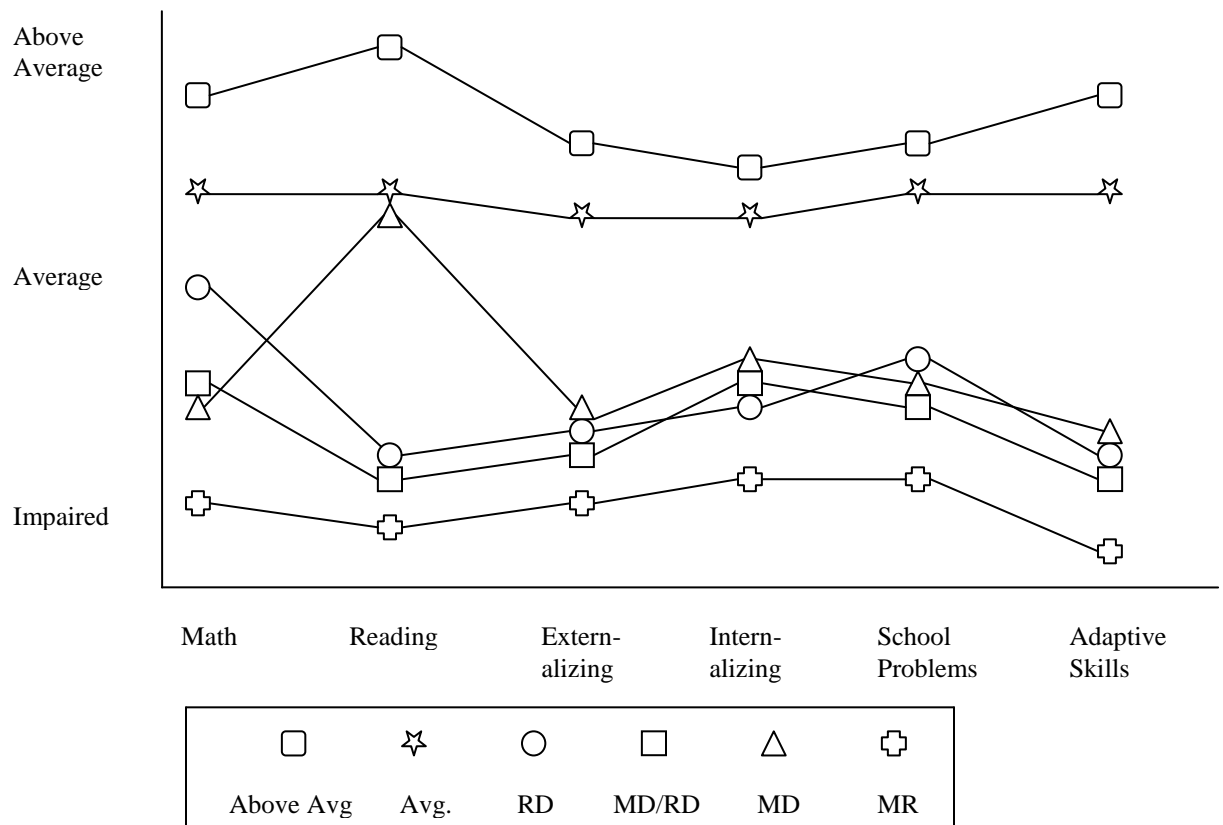 Above
Average
Average
Impaired
Math Reading Extern-
alizing Intern-
alizing School
Problems Adaptive
Skills
Above Avg Avg. RD MD/RD MD MR